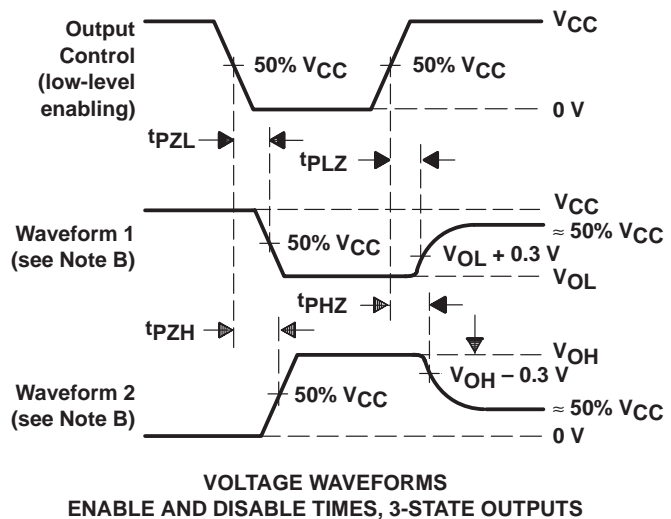 Output
Control
(low-level
enabling)
VCC
50% VCC
50% VCC
0 V
tPZL
tPLZ
VCC
Waveform 1
(see Note B)
50% VCC
≈ 50% VCC
VOL + 0.3 V
VOL
tPZH
tPHZ
VOH
Waveform 2
(see Note B)
50% VCC
VOH – 0.3 V
≈ 50% VCC
0 V
VOLTAGE WAVEFORMS
ENABLE AND DISABLE TIMES, 3-STATE OUTPUTS